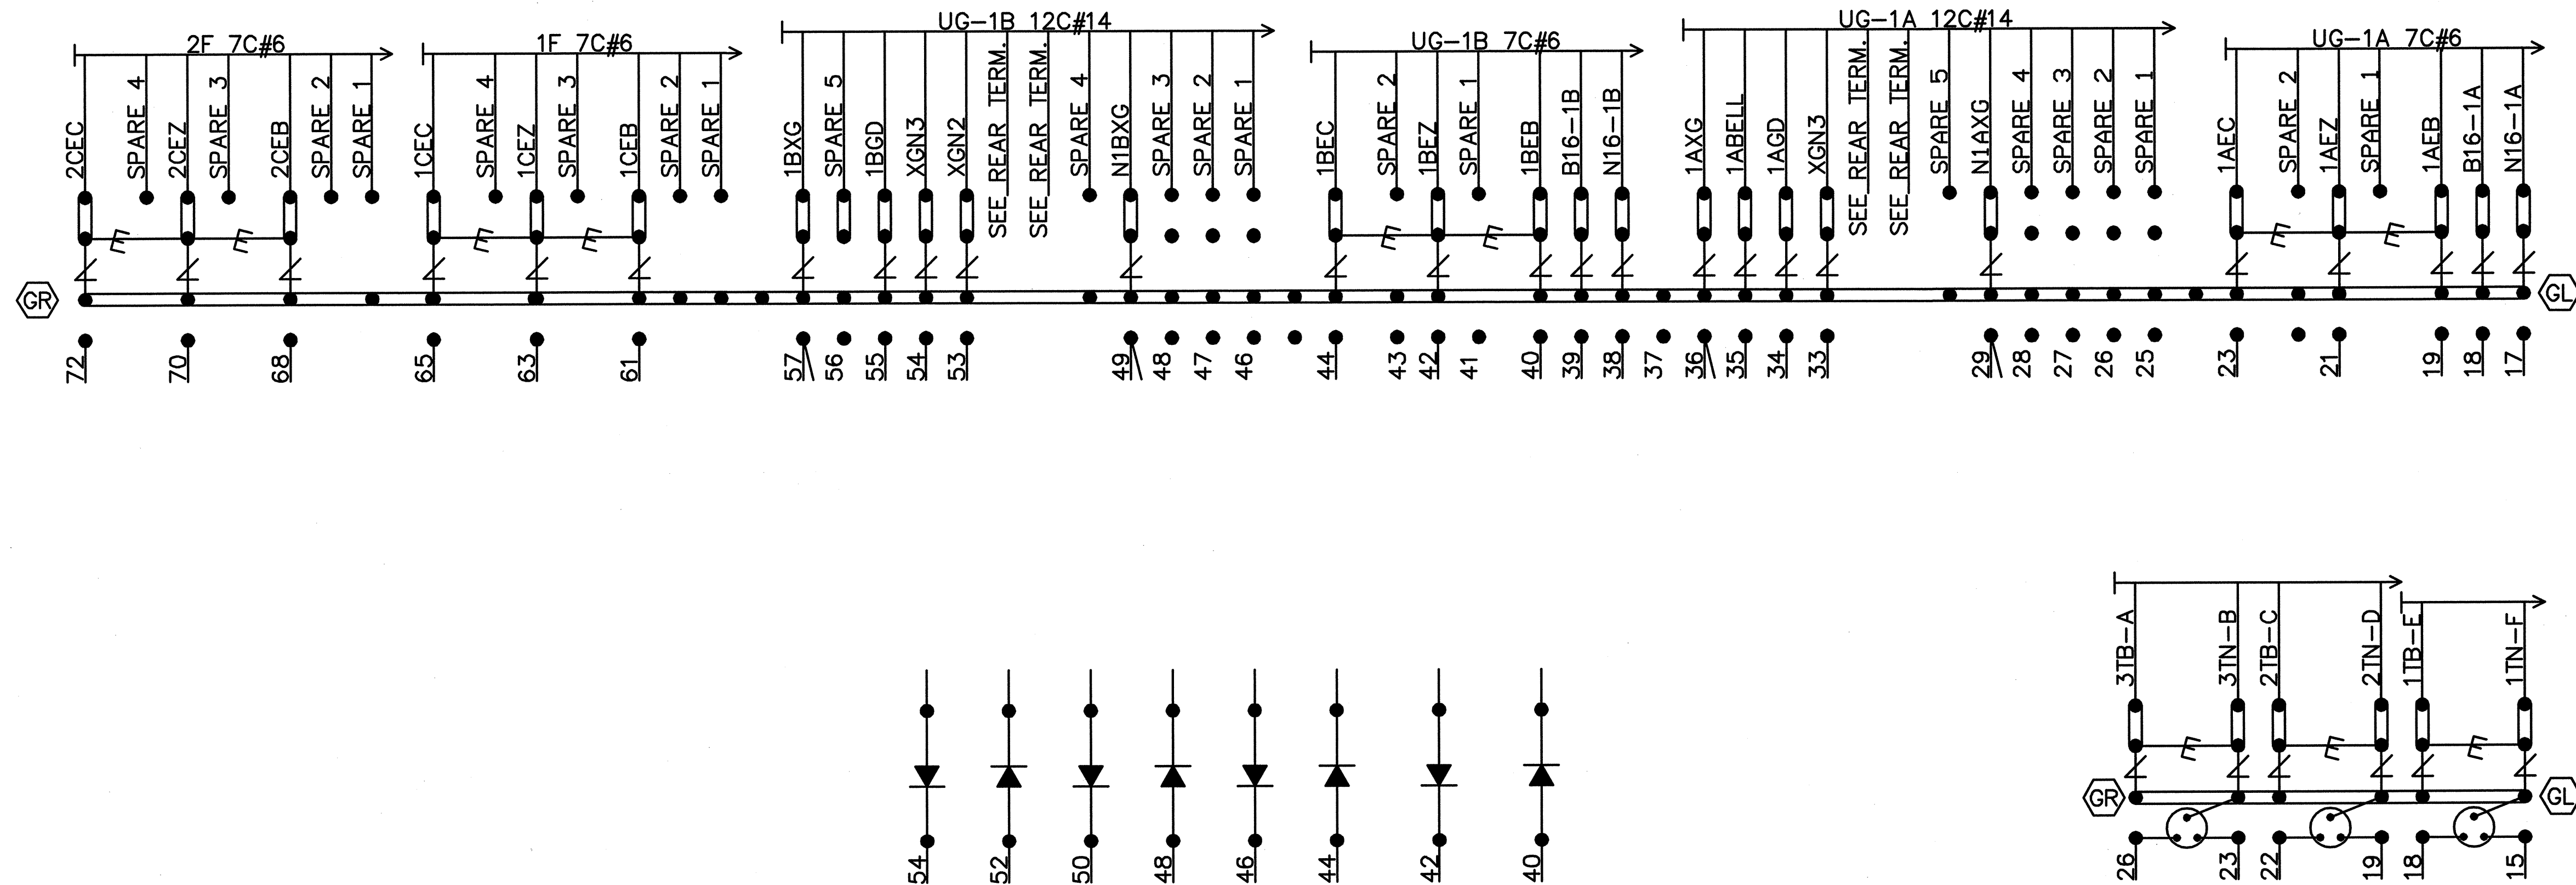 2F 7C#6
1F 7C#6
UG-1B 12C#14
UG-1B 7C#6
UG-1A 12C#14
UG-1A 7C#6
2CEC
SPARE 4
2CEZ
SPARE 3
2CEB
SPARE 2
SPARE 1
1CEC
SPARE 4
1CEZ
SPARE 3
1CEB
SPARE 2
SPARE 1
1BXG
SPARE 5
1BGD
XGN3
XGN2
SEE REAR TERM.
SEE REAR TERM.
SPARE 4
N1BXG
SPARE 3
SPARE 2
SPARE 1
1BEC
SPARE 2
1BEZ
SPARE 1
1BEB
B16-1B
N16-1B
1AXG
1ABELL
1AGD
XGN3
SEE REAR TERM.
SEE REAR TERM.
SPARE 5
N1AXG
SPARE 4
SPARE 3
SPARE 2
SPARE 1
1AEC
SPARE 2
1AEZ
SPARE 1
1AEB
B16-1A
N16-1A
E
E
E
E
E
E
E
E
GR
GL
72
70
68
65
63
61
57
56
55
54
53
49
48
47
46
44
43
42
41
40
39
38
37
36
35
34
33
29
28
27
26
25
23
21
19
18
17
3TB-A
3TN-B
2TB-C
2TN-D
1TB-E
1TN-F
E
E
E
GR
GL
54
52
50
48
46
44
42
40
26
23
22
19
18
15